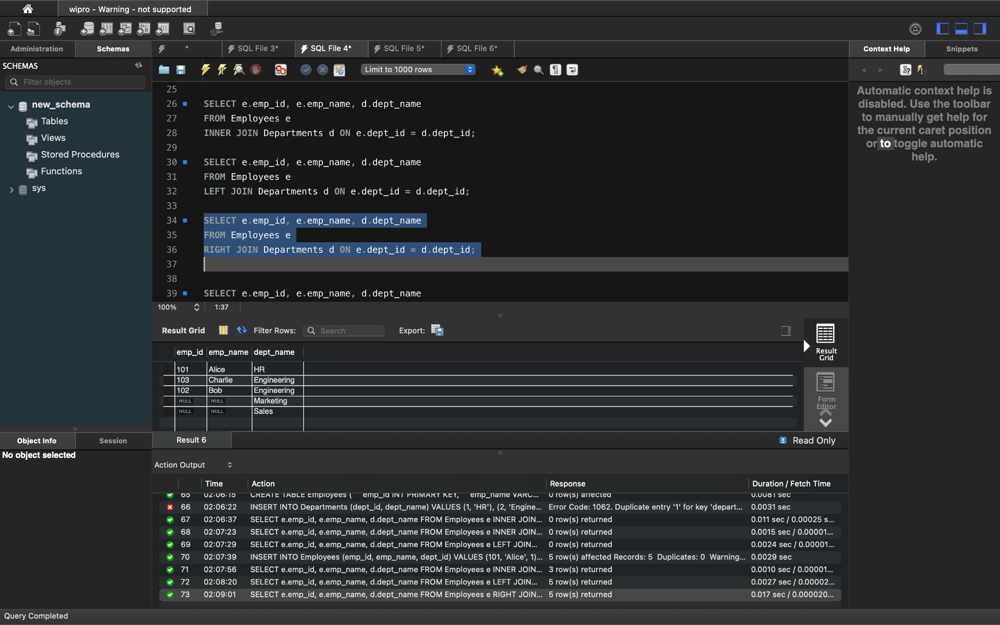 wipro - Warning - not supported
Administration
Schemas
*
SQL File 3*
SQL File 4*
SQL File 5*
SQL File 6*
Context Help
Snippets
SCHEMAS
Filter objects
new_schema
Tables
Views
Stored Procedures
Functions
sys
Limit to 1000 rows
25
26 SELECT e.emp_id, e.emp_name, d.dept_name
27 FROM Employees e
28 INNER JOIN Departments d ON e.dept_id = d.dept_id;
29
30 SELECT e.emp_id, e.emp_name, d.dept_name
31 FROM Employees e
32 LEFT JOIN Departments d ON e.dept_id = d.dept_id;
33
34 SELECT e.emp_id, e.emp_name, d.dept_name
35 FROM Employees e
36 RIGHT JOIN Departments d ON e.dept_id = d.dept_id;
37
38
39 SELECT e.emp_id, e.emp_name, d.dept_name
100% 1:37
Automatic context help is
disabled. Use the toolbar
to manually get help for
the current caret position
or to toggle automatic
help.
Result Grid Filter Rows: Search Export:
emp_id emp_name dept_name
101 Alice HR
103 Charlie Engineering
102 Bob Engineering
NULL NULL Marketing
NULL NULL Sales
Result
Grid
Form
Editor
Result 6
Read Only
Object Info
Session
No object selected
Action Output
Time Action Response Duration / Fetch Time
65 02:06:15 CREATE TABLE Employees ( emp_id INT PRIMARY KEY, emp_name VARC... 0 row(s) affected 0.0081 sec
66 02:06:22 INSERT INTO Departments (dept_id, dept_name) VALUES (1, 'HR'), (2, 'Engine... Error Code: 1062. Duplicate entry '1' for key 'depart... 0.0031 sec
67 02:06:37 SELECT e.emp_id, e.emp_name, d.dept_name FROM Employees e INNER JOIN... 0 row(s) returned 0.011 sec / 0.00025 s...
68 02:07:23 SELECT e.emp_id, e.emp_name, d.dept_name FROM Employees e INNER JOIN... 0 row(s) returned 0.0015 sec / 0.00001...
69 02:07:29 SELECT e.emp_id, e.emp_name, d.dept_name FROM Employees e LEFT JOIN... 0 row(s) returned 0.0024 sec / 0.00001...
70 02:07:39 INSERT INTO Employees (emp_id, emp_name, dept_id) VALUES (101, 'Alice', 1)... 5 row(s) affected Records: 5 Duplicates: 0 Warning... 0.0029 sec
71 02:07:56 SELECT e.emp_id, e.emp_name, d.dept_name FROM Employees e INNER JOIN... 3 row(s) returned 0.0010 sec / 0.00001...
72 02:08:20 SELECT e.emp_id, e.emp_name, d.dept_name FROM Employees e LEFT JOIN... 5 row(s) returned 0.0027 sec / 0.00002...
73 02:09:01 SELECT e.emp_id, e.emp_name, d.dept_name FROM Employees e RIGHT JOIN... 5 row(s) returned 0.017 sec / 0.000020...
Query Completed